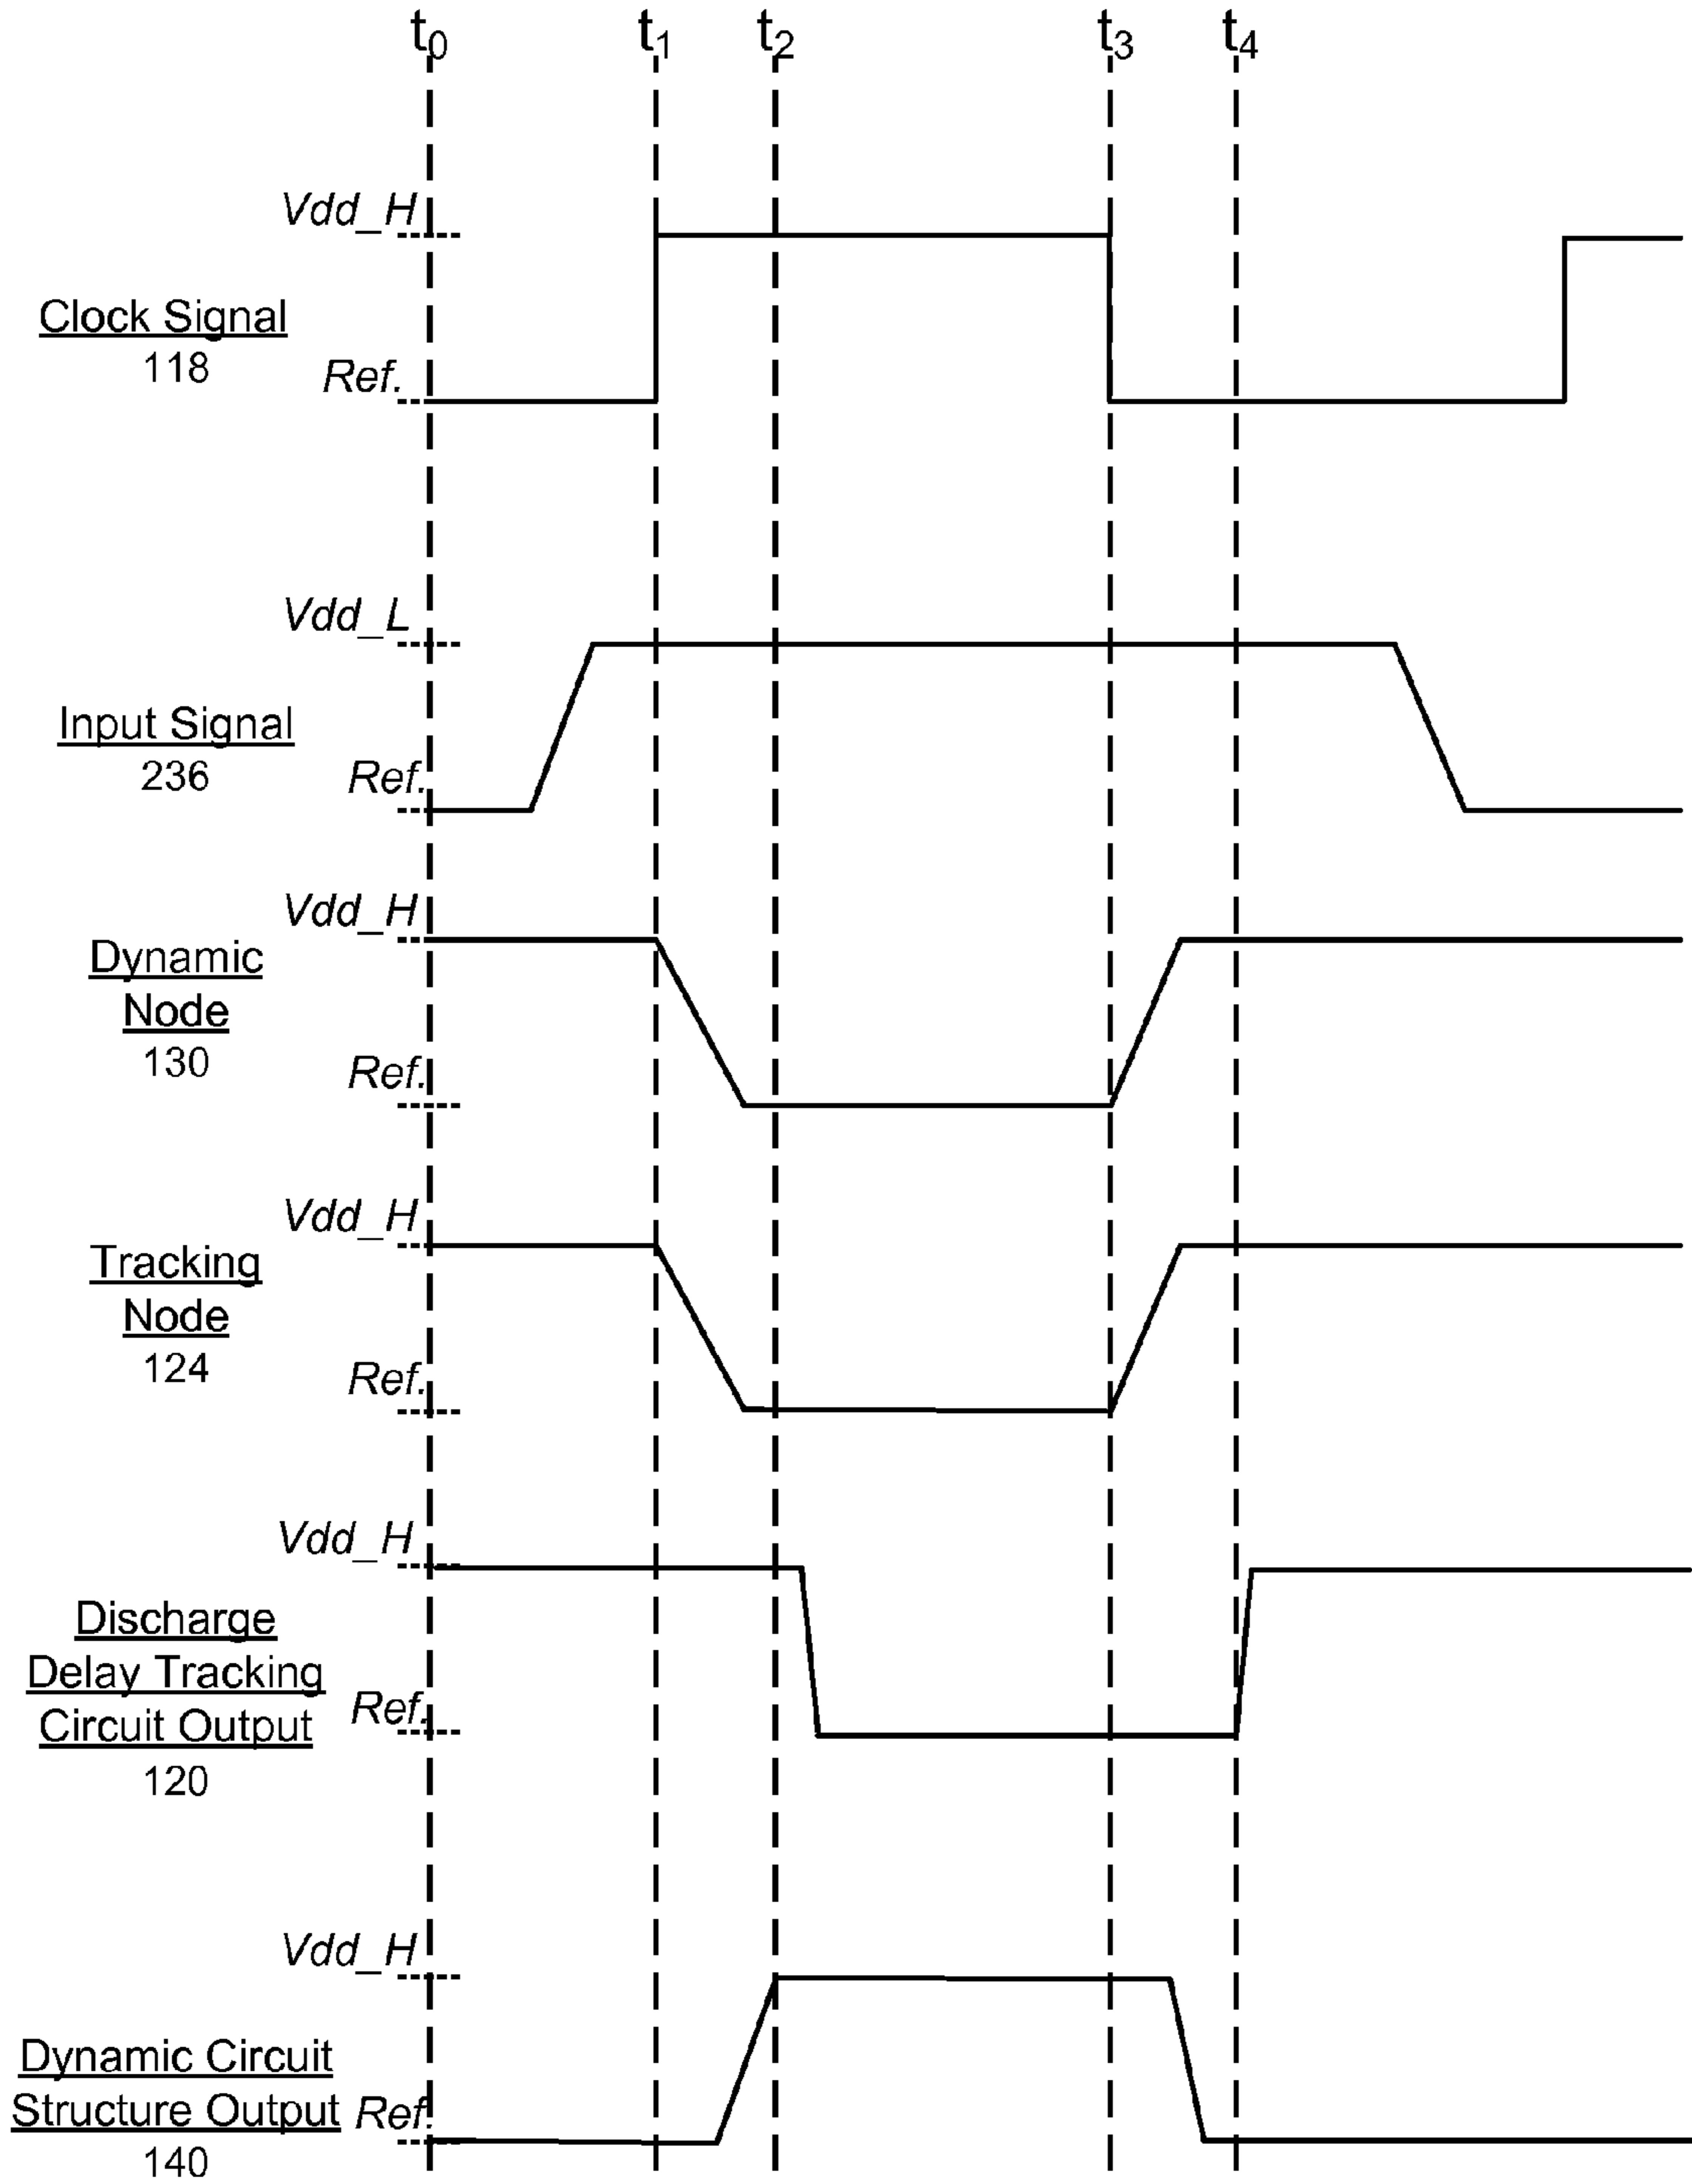 t0 t1 t2 t3 t4
Vdd_H
Clock Signal
118
Ref.
Vdd_L
Input Signal
236
Ref.
Vdd_H
Dynamic
Node
130
Ref.
Vdd_H
Tracking
Node
124
Ref.
Vdd_H
Discharge
Delay Tracking
Circuit Output
120
Ref.
Vdd_H
Dynamic Circuit
Structure Output
140
Ref.